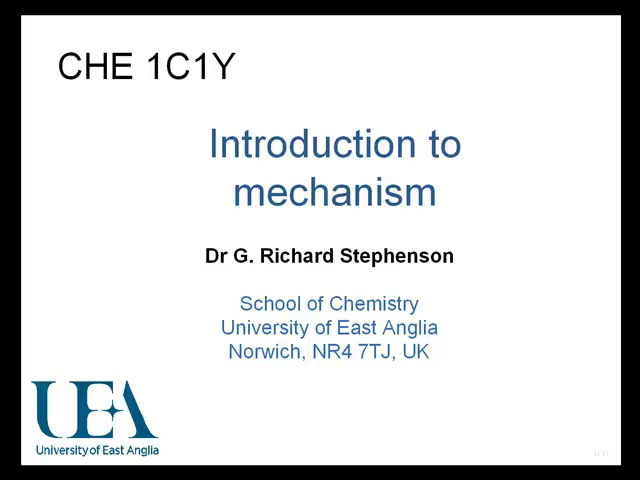 CHE 1C1Y
Introduction to
mechanism
Dr G. Richard Stephenson
School of Chemistry
University of East Anglia
Norwich, NR4 7TJ, UK
UEA
University of East Anglia